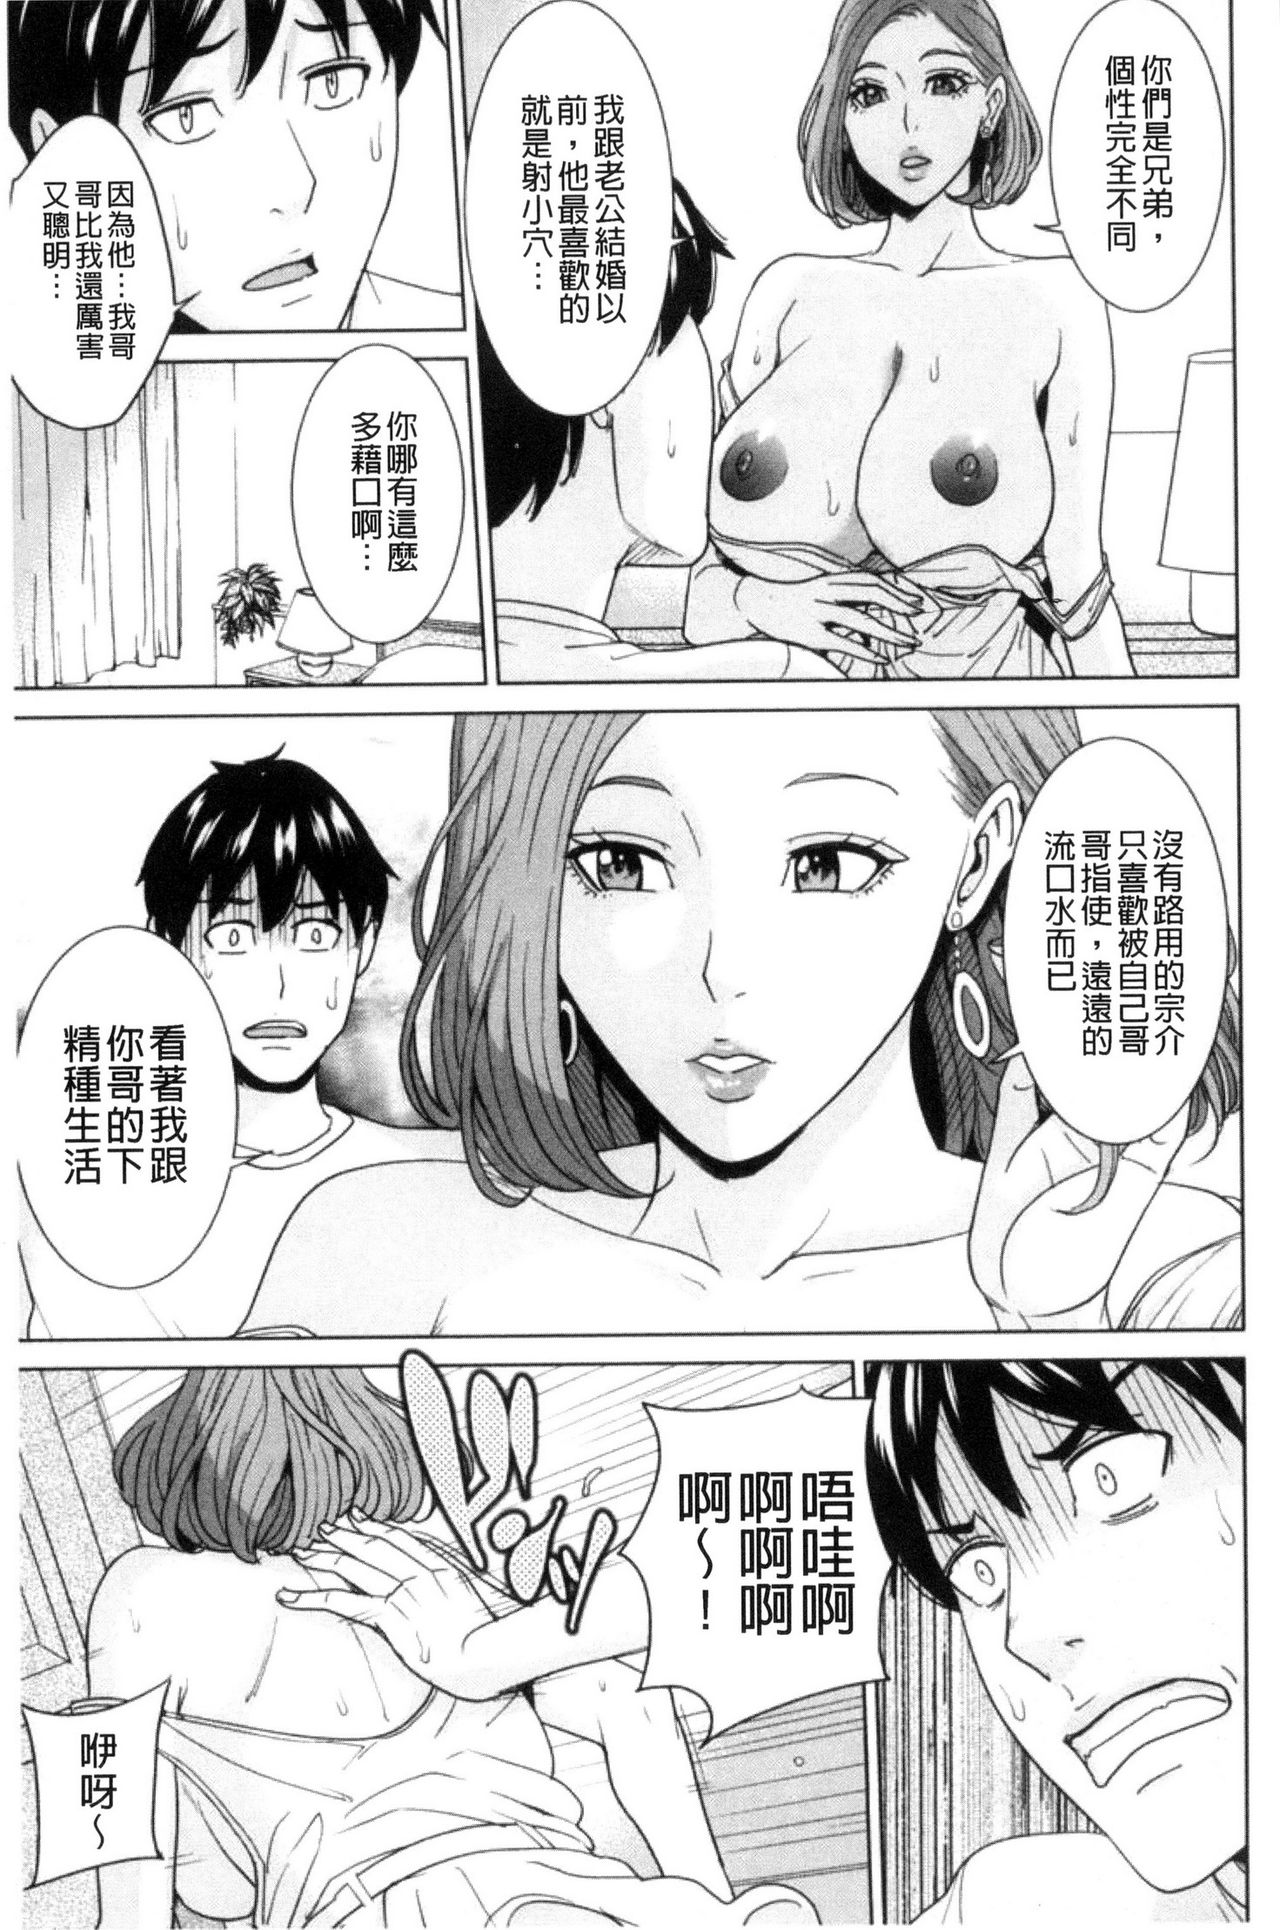 你們是兄弟，
個性完全不同
我跟老公結婚以
前，他最喜歡的
就是射小穴…
因為他…我哥
哥比我還厲害
又聰明…
你哪有這麼
多藉口啊…
沒有路用的宗介
只喜歡被自己哥
哥指使，遠遠的
流口水而已
看著我跟
你哥的下
精種生活
唔哇啊
啊啊啊
啊～！
咿呀～